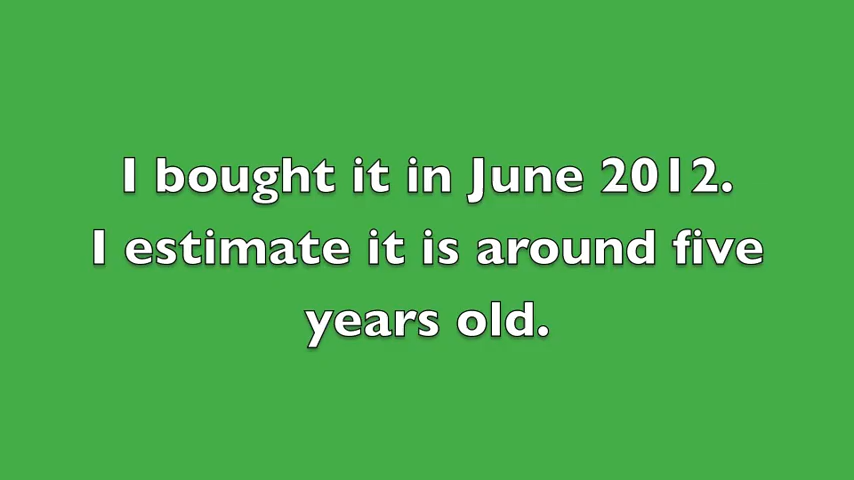 I bought it in June 2012.
I estimate it is around five
years old.